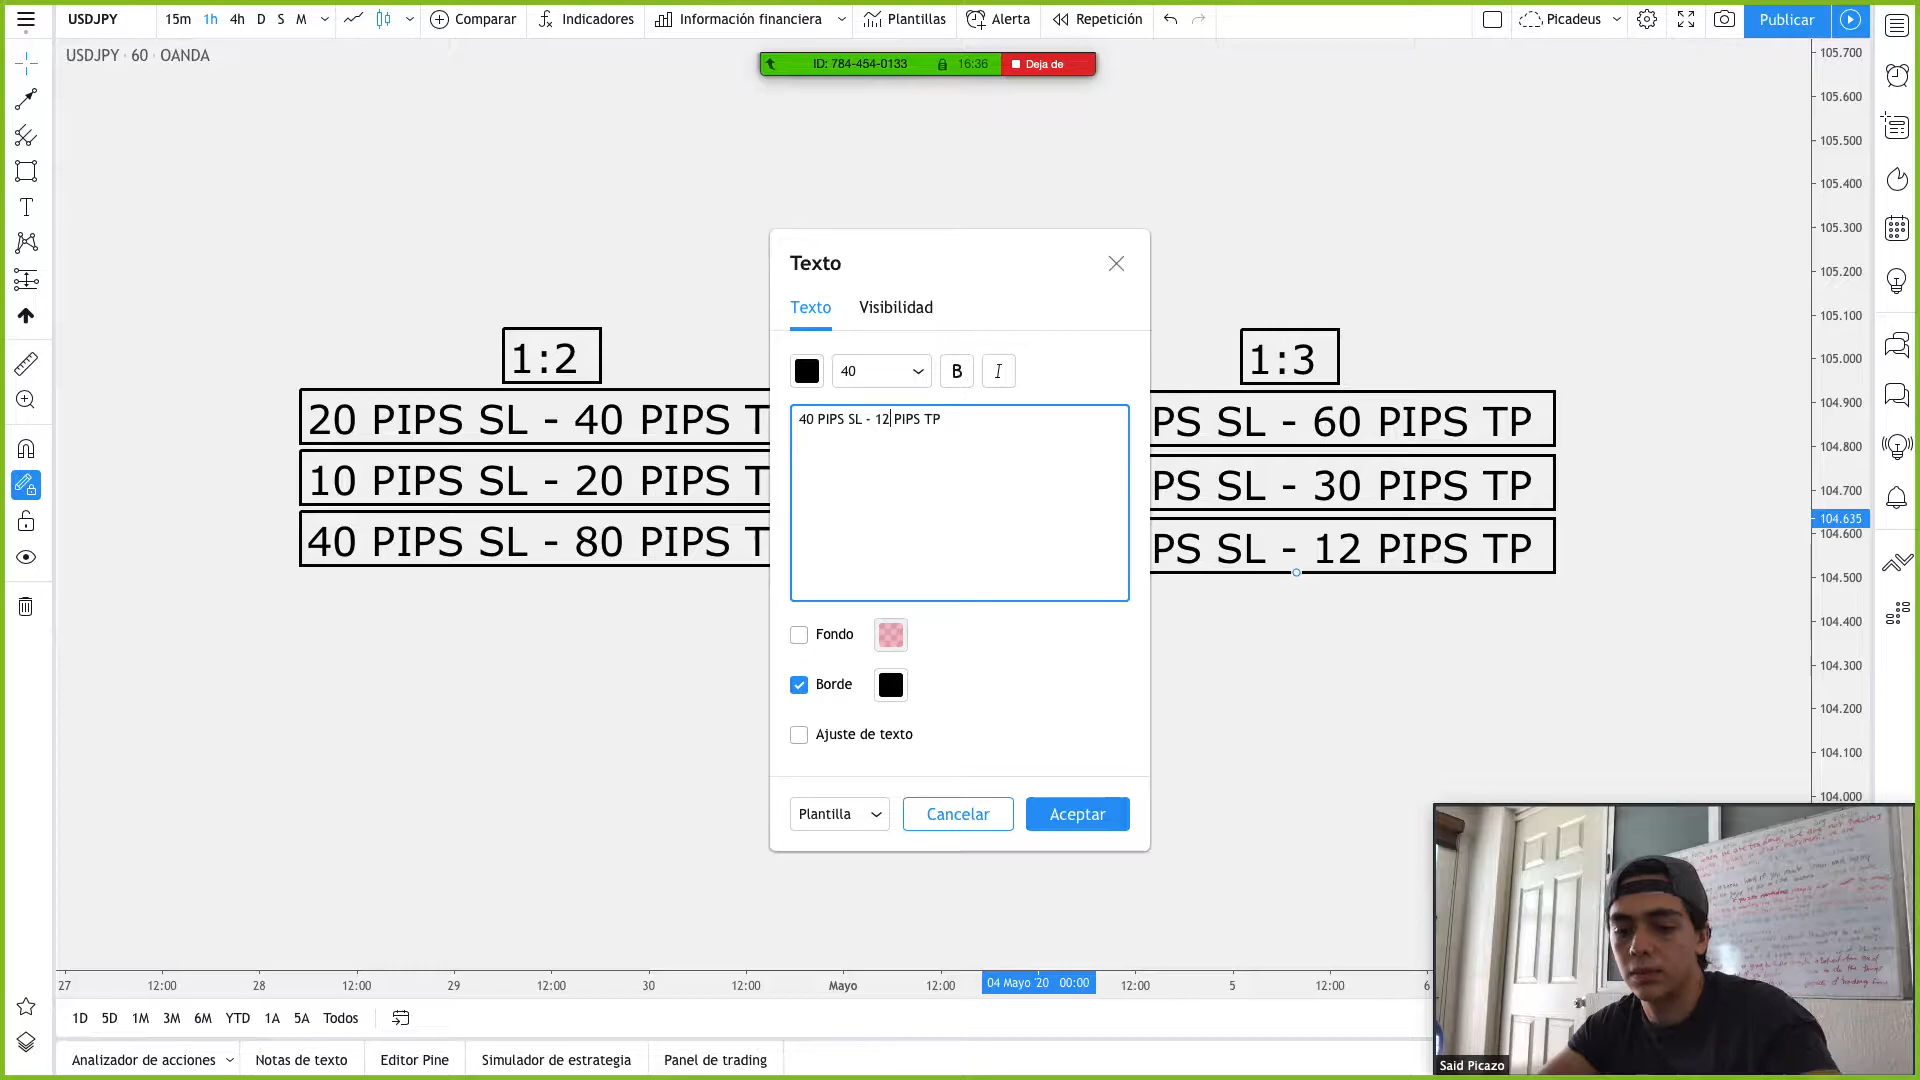 USDJPY 15m 1h 4h D S M Comparar Indicadores Información financiera Plantillas Alerta Repetición Picadeus Publicar
USDJPY · 60 · OANDA
ID: 784-454-0133 16:36 Deja de
105.700
105.600
105.500
105.400
105.300
105.200
105.100
105.000
104.900
104.800
104.700
104.635
104.600
104.500
104.400
104.300
104.200
104.100
104.000
1:2
20 PIPS SL - 40 PIPS T
10 PIPS SL - 20 PIPS T
40 PIPS SL - 80 PIPS T
Texto
Texto Visibilidad
40 B I
40 PIPS SL - 12 PIPS TP
Fondo
Borde
Ajuste de texto
Plantilla Cancelar Aceptar
1:3
PS SL - 60 PIPS TP
PS SL - 30 PIPS TP
PS SL - 12 PIPS TP
27 12:00 28 12:00 29 12:00 30 12:00 Mayo 12:00 04 Mayo '20 00:00 12:00 5 12:00 6
1D 5D 1M 3M 6M YTD 1A 5A Todos
Analizador de acciones Notas de texto Editor Pine Simulador de estrategia Panel de trading
Said Picazo